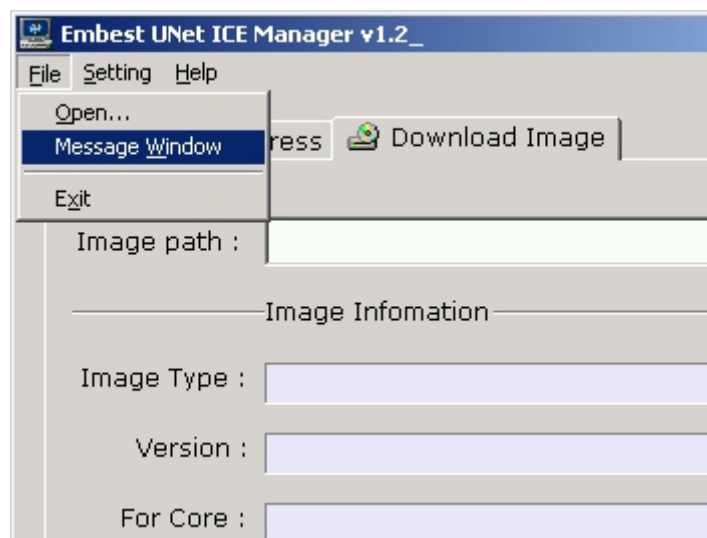 Embest UNet ICE Manager v1.2_
File Setting Help
Open...
Message Window
Exit
ress
Download Image
Image path :
Image Infomation
Image Type :
Version :
For Core :